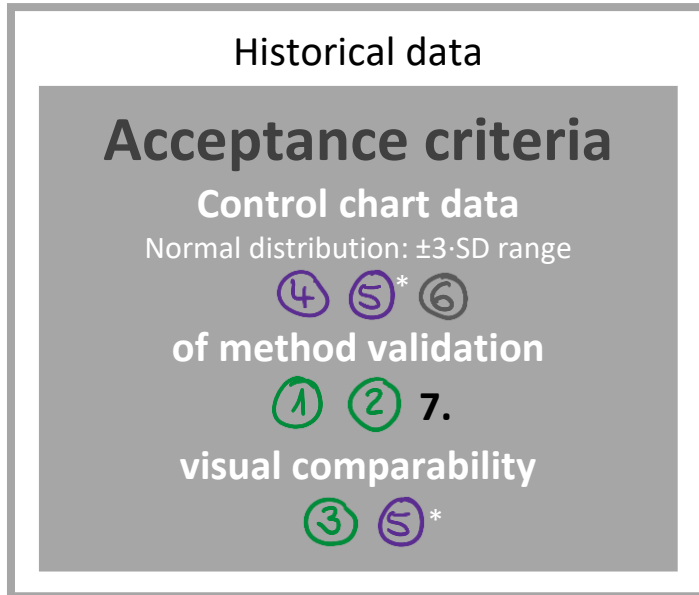 Historical data
Acceptance criteria
Control chart data
Normal distribution: ±3·SD range
4 5* 6
of method validation
1 2 7.
visual comparability
3 5*